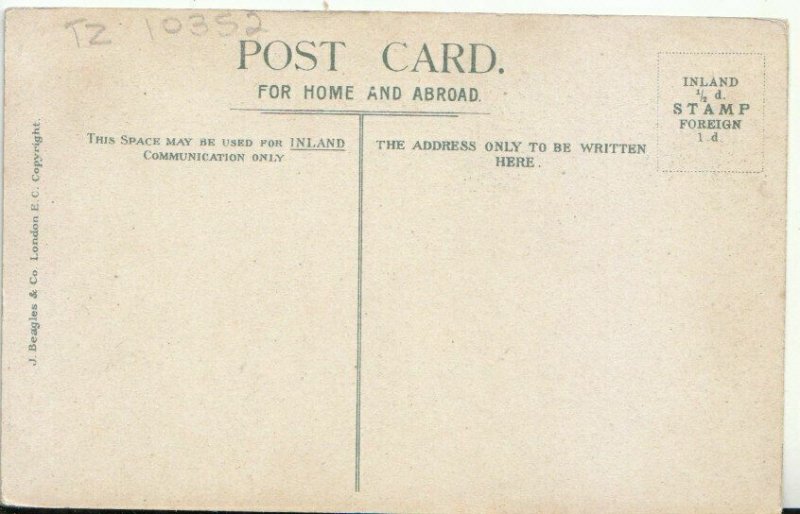 TZ 10352
POST CARD.
FOR HOME AND ABROAD.
INLAND
½ d.
STAMP
FOREIGN
1 d.
THIS SPACE MAY BE USED FOR INLAND
COMMUNICATION ONLY
THE ADDRESS ONLY TO BE WRITTEN
HERE.
J. Beagles & Co. London E.C. Copyright.